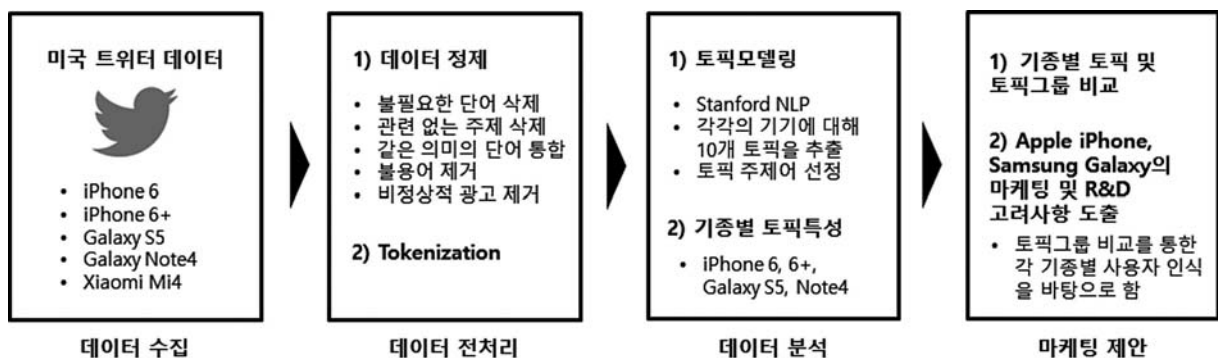 미국 트위터 데이터
• iPhone 6
• iPhone 6+
• Galaxy S5
• Galaxy Note4
• Xiaomi Mi4
데이터 수집
1) 데이터 정제
• 불필요한 단어 삭제
• 관련 없는 주제 삭제
• 같은 의미의 단어 통합
• 불용어 제거
• 비정상적 광고 제거
2) Tokenization
데이터 전처리
1) 토픽모델링
• Stanford NLP
• 각각의 기기에 대해
10개 토픽을 추출
• 토픽 주제어 선정
2) 기종별 토픽특성
• iPhone 6, 6+,
Galaxy S5, Note4
데이터 분석
1) 기종별 토픽 및
토픽그룹 비교
2) Apple iPhone,
Samsung Galaxy의
마케팅 및 R&D
고려사항 도출
• 토픽그룹 비교를 통한
각 기종별 사용자 인식
을 바탕으로 함
마케팅 제안